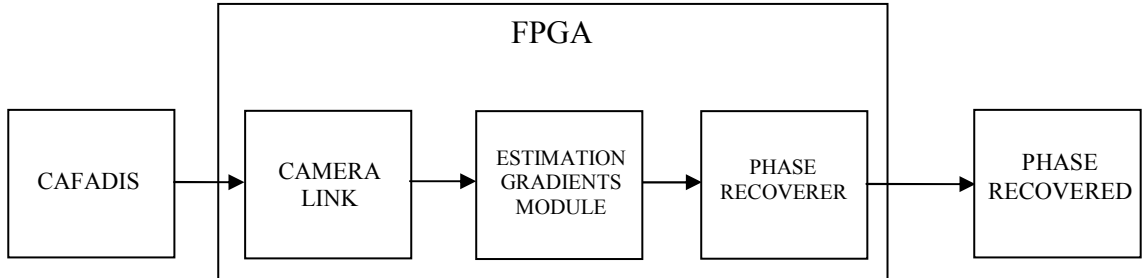 FPGA
CAFADIS
CAMERA
LINK
ESTIMATION
GRADIENTS
MODULE
PHASE
RECOVERER
PHASE
RECOVERED